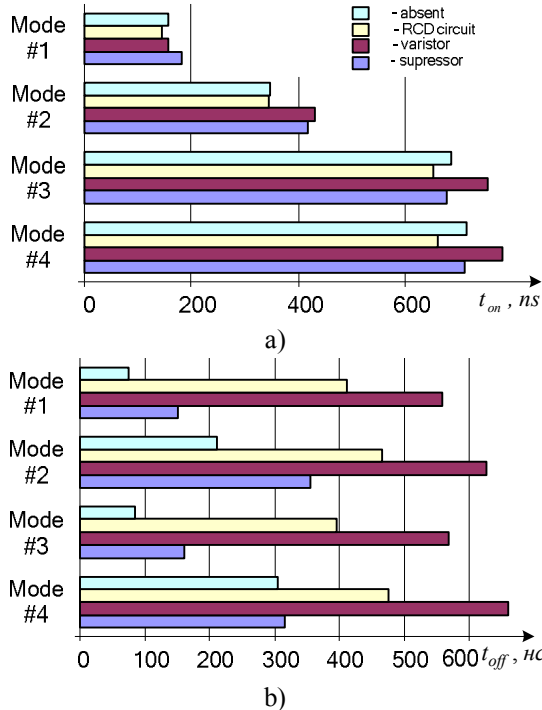 - absent
- RCD circuit
- varistor
- supressor
Mode
#1
Mode
#2
Mode
#3
Mode
#4
0 200 400 600 t_on , ns
a)
Mode
#1
Mode
#2
Mode
#3
Mode
#4
0 100 200 300 400 500 600 t_off , нс
b)